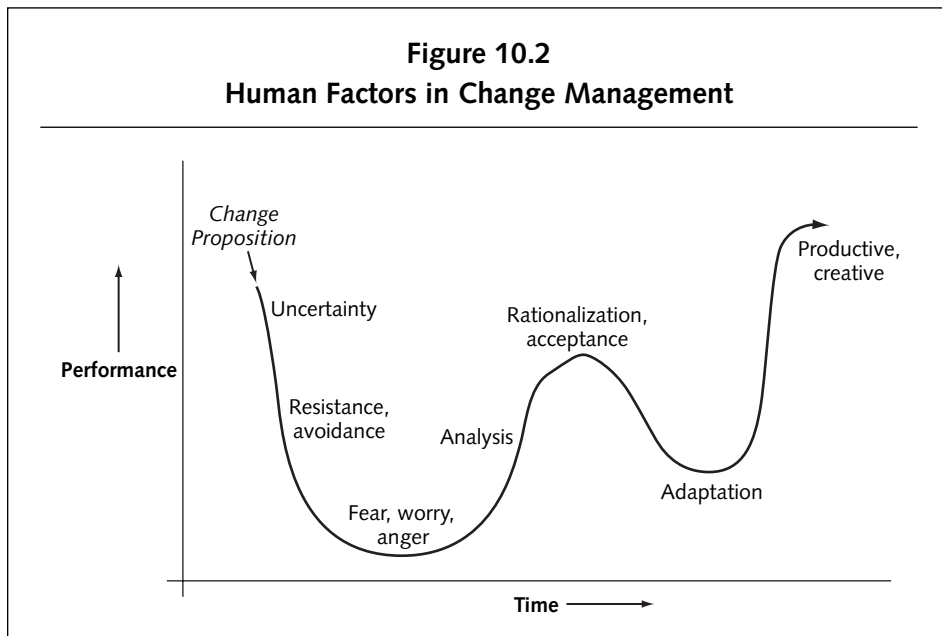 Figure 10.2
Human Factors in Change Management
Change
Proposition
Uncertainty
Performance
Resistance,
avoidance
Fear, worry,
anger
Analysis
Rationalization,
acceptance
Adaptation
Productive,
creative
Time